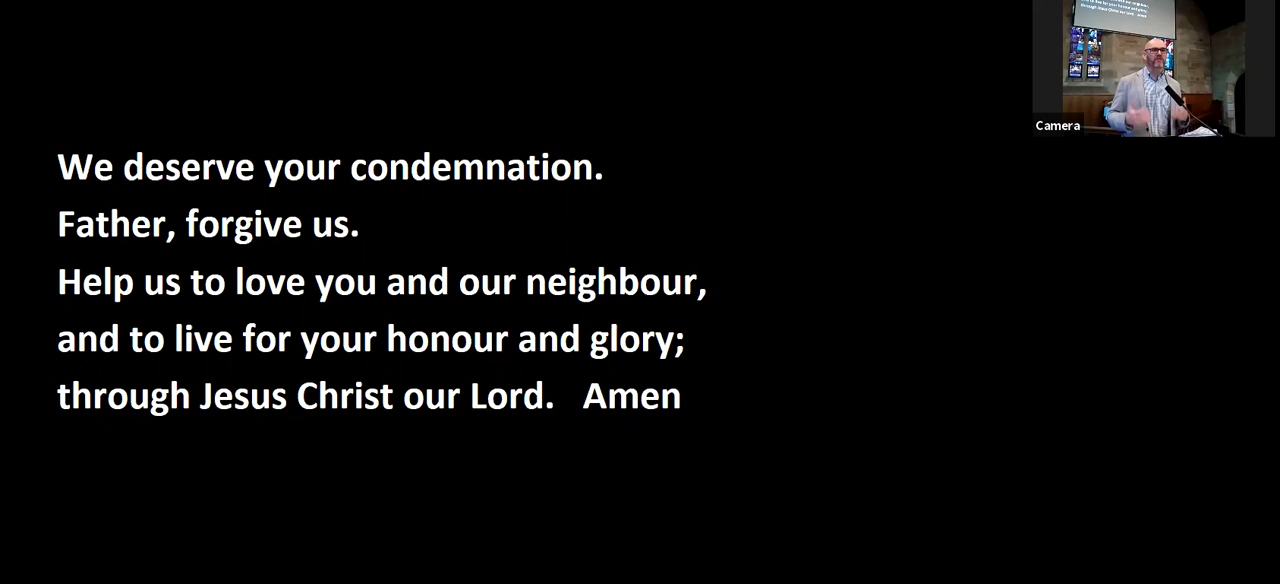 We deserve your condemnation.
Father, forgive us.
Help us to love you and our neighbour,
and to live for your honour and glory;
through Jesus Christ our Lord.   Amen
Camera